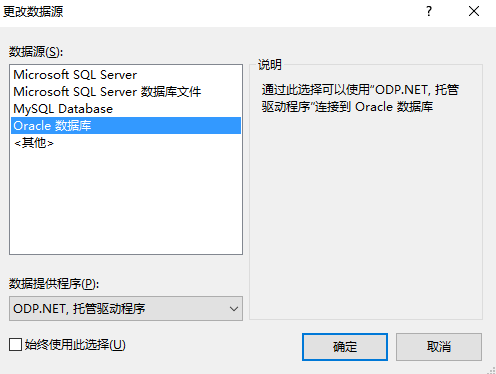 更改数据源
数据源(S):
Microsoft SQL Server
Microsoft SQL Server 数据库文件
MySQL Database
Oracle 数据库
<其他>
说明
通过此选择可以使用"ODP.NET, 托管
驱动程序"连接到 Oracle 数据库
数据提供程序(P):
ODP.NET, 托管驱动程序
始终使用此选择(U)
确定
取消